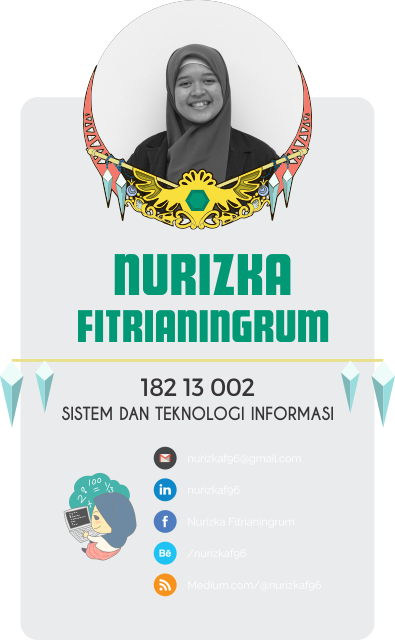 NURIZKA
FITRIANINGRUM
182 13 002
SISTEM DAN TEKNOLOGI INFORMASI
nurizkaf96@gmail.com
nurizkaf96
Nurizka Fitrianingrum
/nurizkaf96
Medium.com/@nurizkaf96